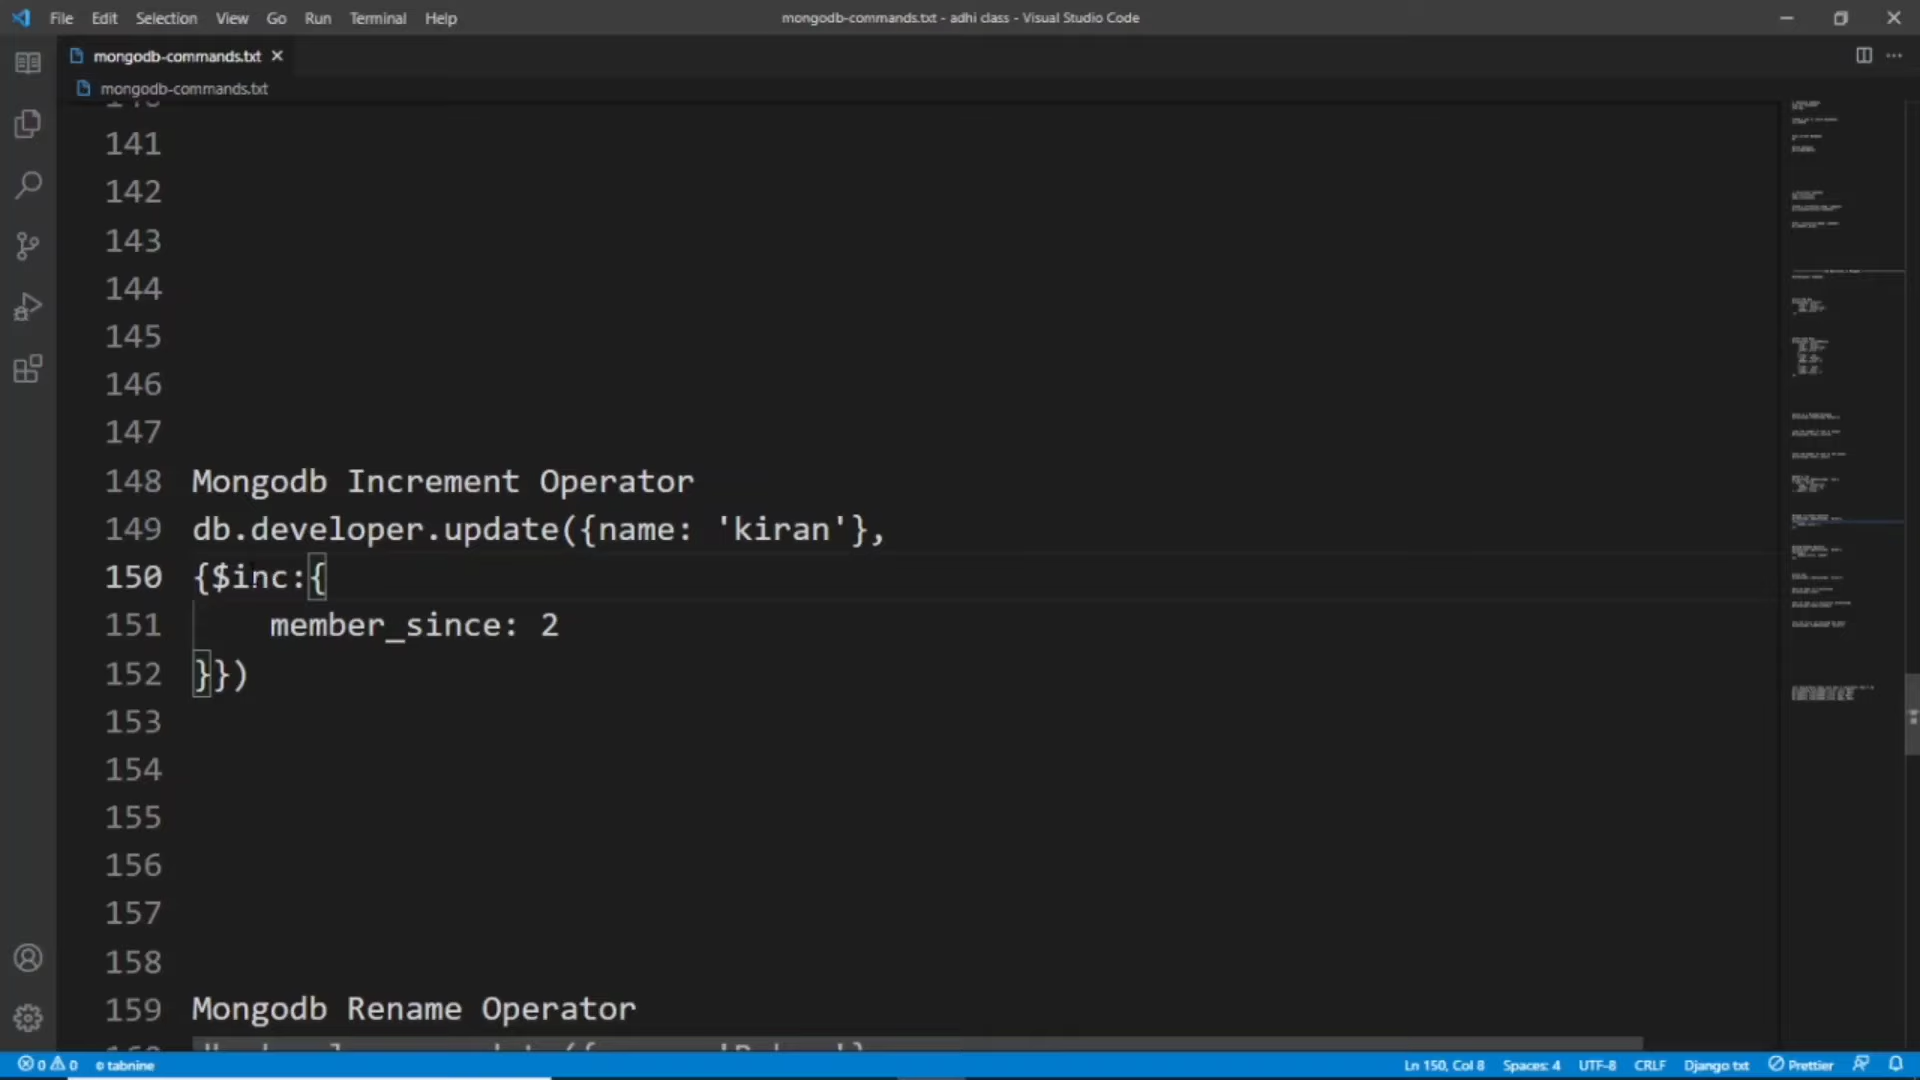 File Edit Selection View Go Run Terminal Help
mongodb-commands.txt - adhi class - Visual Studio Code
mongodb-commands.txt
mongodb-commands.txt
141
142
143
144
145
146
147
148 Mongodb Increment Operator
149 db.developer.update({name: 'kiran'},
150 {$inc:{
151 member_since: 2
152 }})
153
154
155
156
157
158
159 Mongodb Rename Operator
0 0 tabnine
Ln 150, Col 8 Spaces: 4 UTF-8 CRLF Django txt Prettier